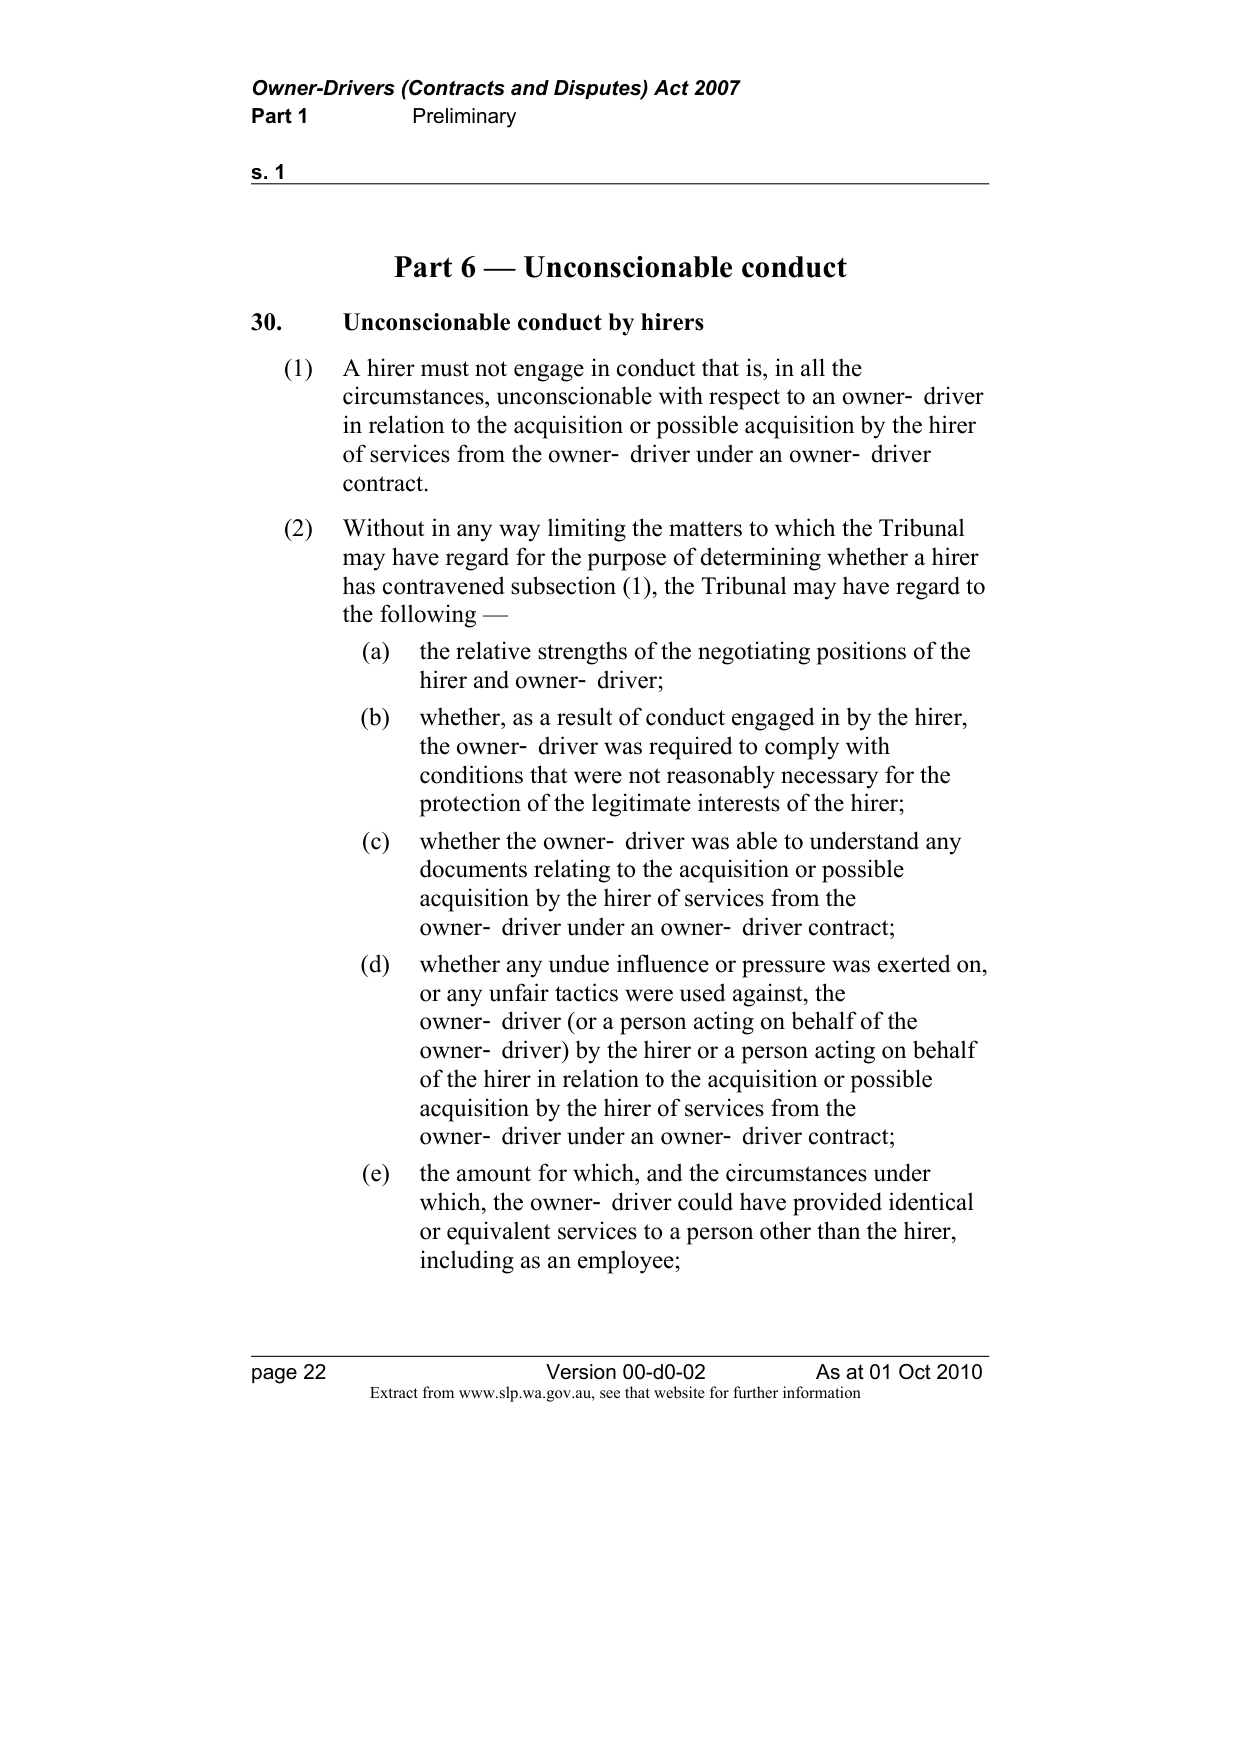 Owner-Drivers (Contracts and Disputes) Act 2007
Part 1 Preliminary
s. 1
Part 6 — Unconscionable conduct
30. Unconscionable conduct by hirers
(1) A hirer must not engage in conduct that is, in all the
circumstances, unconscionable with respect to an owner- driver
in relation to the acquisition or possible acquisition by the hirer
of services from the owner- driver under an owner- driver
contract.
(2) Without in any way limiting the matters to which the Tribunal
may have regard for the purpose of determining whether a hirer
has contravened subsection (1), the Tribunal may have regard to
the following —
(a) the relative strengths of the negotiating positions of the
hirer and owner- driver;
(b) whether, as a result of conduct engaged in by the hirer,
the owner- driver was required to comply with
conditions that were not reasonably necessary for the
protection of the legitimate interests of the hirer;
(c) whether the owner- driver was able to understand any
documents relating to the acquisition or possible
acquisition by the hirer of services from the
owner- driver under an owner- driver contract;
(d) whether any undue influence or pressure was exerted on,
or any unfair tactics were used against, the
owner- driver (or a person acting on behalf of the
owner- driver) by the hirer or a person acting on behalf
of the hirer in relation to the acquisition or possible
acquisition by the hirer of services from the
owner- driver under an owner- driver contract;
(e) the amount for which, and the circumstances under
which, the owner- driver could have provided identical
or equivalent services to a person other than the hirer,
including as an employee;
page 22 Version 00-d0-02 As at 01 Oct 2010
Extract from www.slp.wa.gov.au, see that website for further information